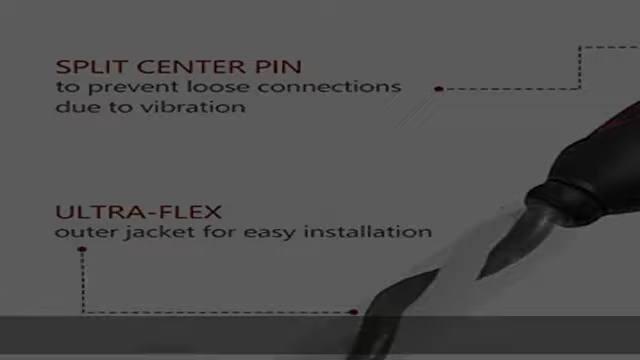 SPLIT CENTER PIN
to prevent loose connections
due to vibration
ULTRA-FLEX
outer jacket for easy installation